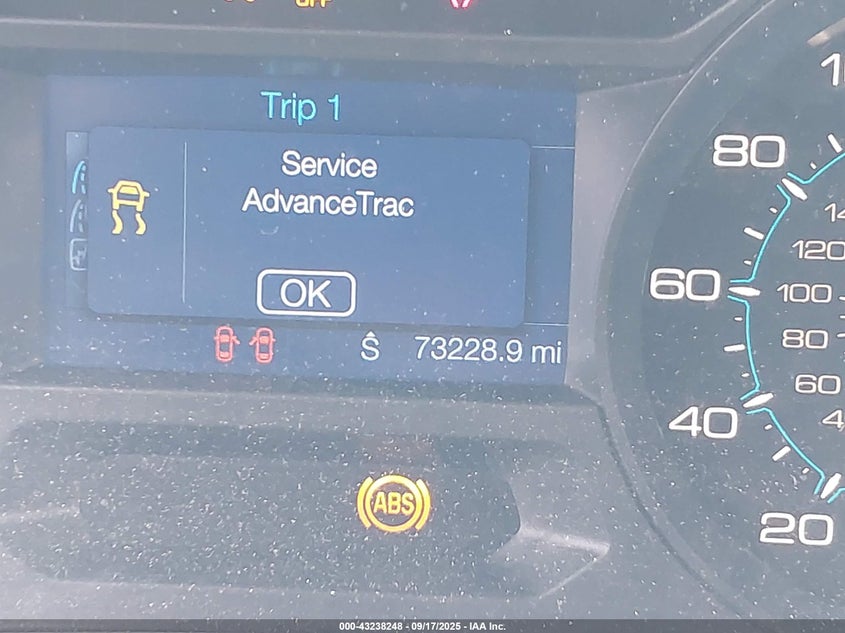 OFF
Trip 1
Service
AdvanceTrac
OK
Ŝ 73228.9 mi
ABS
80
60
40
20
120
100
80
60
000-43238248 - 09/17/2025 - IAA Inc.